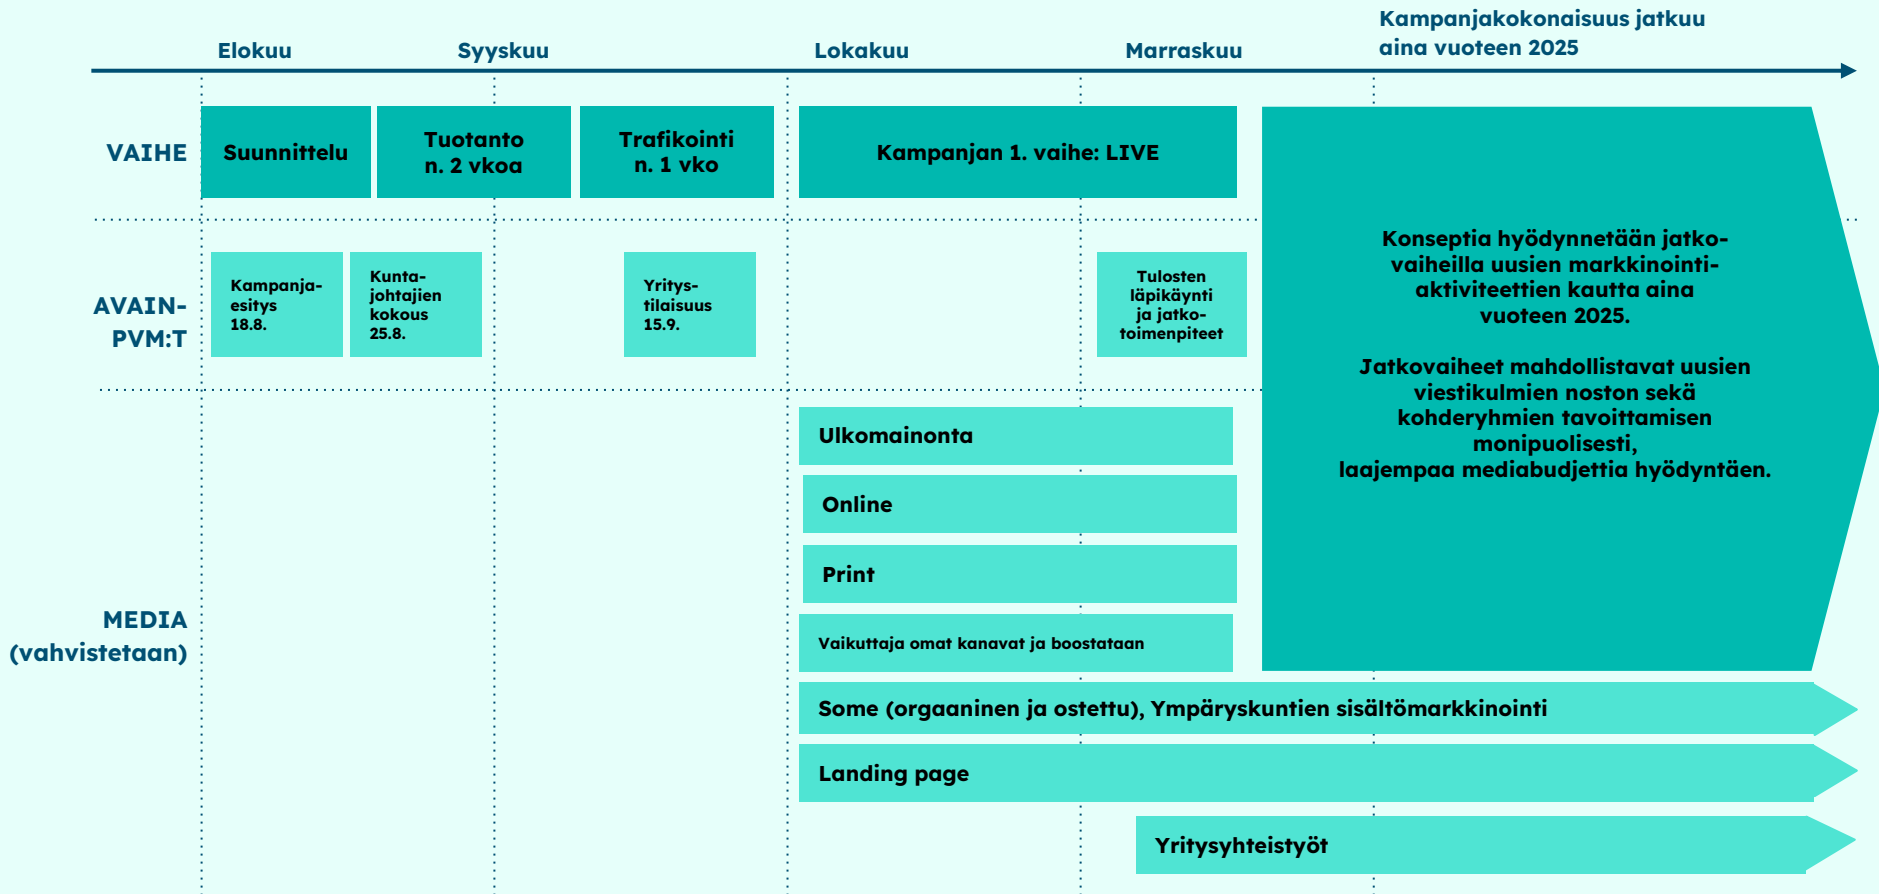 Elokuu
Syyskuu
Lokakuu
Marraskuu
Kampanjakokonaisuus jatkuu
aina vuoteen 2025
VAIHE
Suunnittelu
Tuotanto
n. 2 vkoa
Trafikointi
n. 1 vko
Kampanjan 1. vaihe: LIVE
AVAIN-
PVM:T
Kampanja-
esitys
18.8.
Kunta-
johtajien
kokous
25.8.
Yritys-
tilaisuus
15.9.
Tulosten
läpikäynti
ja jatko-
toimenpiteet
Konseptia hyödynnetään jatko-
vaiheilla uusien markkinointi-
aktiviteettien kautta aina
vuoteen 2025.
Jatkovaiheet mahdollistavat uusien
viestikulmien noston sekä
kohderyhmien tavoittamisen
monipuolisesti,
laajempaa mediabudjettia hyödyntäen.
MEDIA
(vahvistetaan)
Ulkomainonta
Online
Print
Vaikuttaja omat kanavat ja boostataan
Some (orgaaninen ja ostettu), Ympäryskuntien sisältömarkkinointi
Landing page
Yritysyhteistyöt